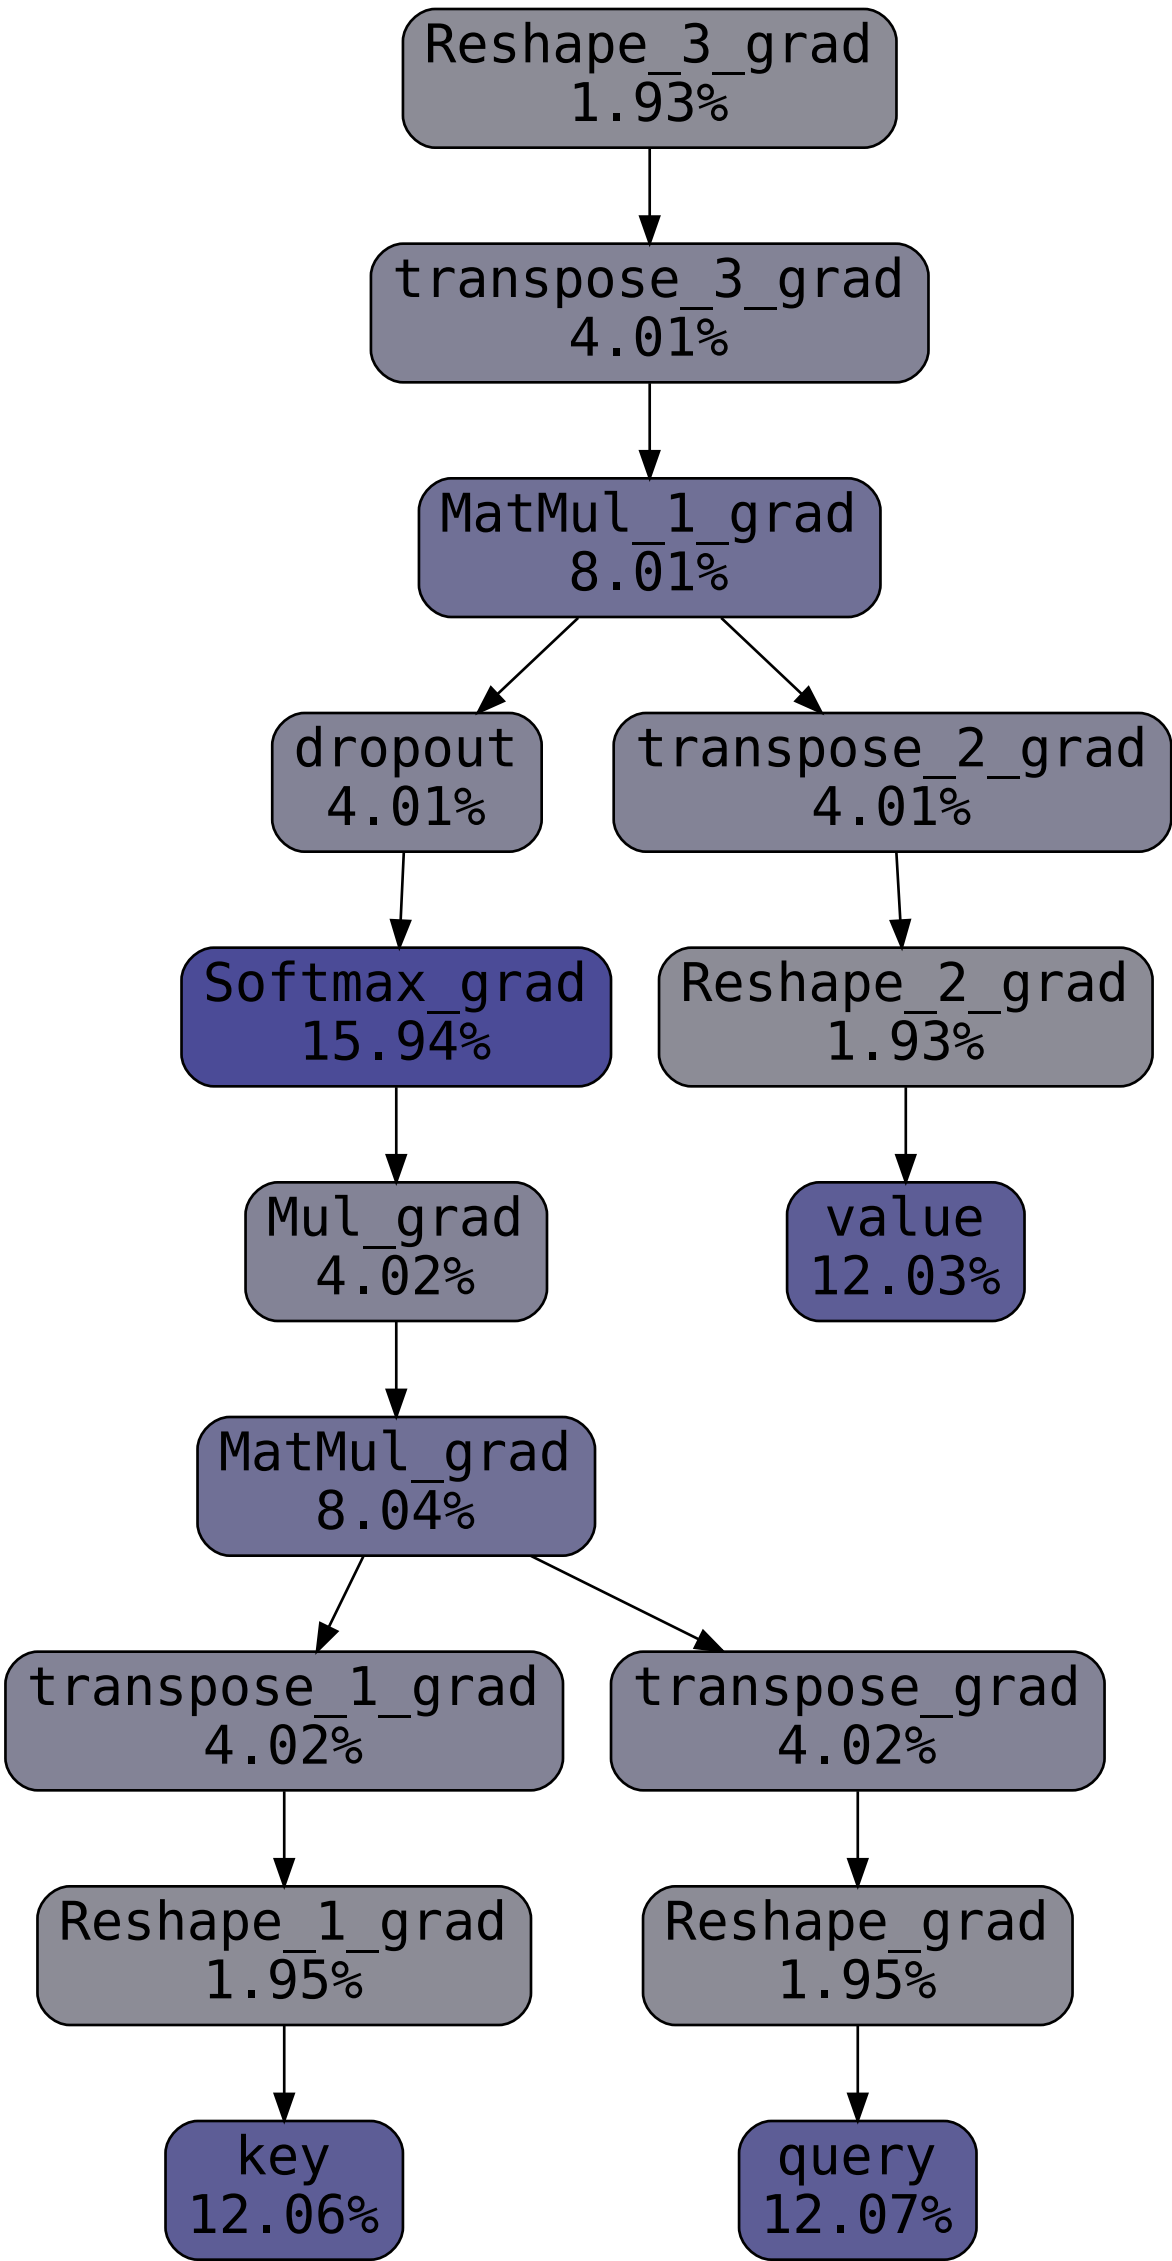 Reshape_3_grad
1.93%
transpose_3_grad
4.01%
MatMul_1_grad
8.01%
dropout
4.01%
transpose_2_grad
4.01%
Softmax_grad
15.94%
Reshape_2_grad
1.93%
Mul_grad
4.02%
value
12.03%
MatMul_grad
8.04%
transpose_1_grad
4.02%
transpose_grad
4.02%
Reshape_1_grad
1.95%
Reshape_grad
1.95%
key
12.06%
query
12.07%